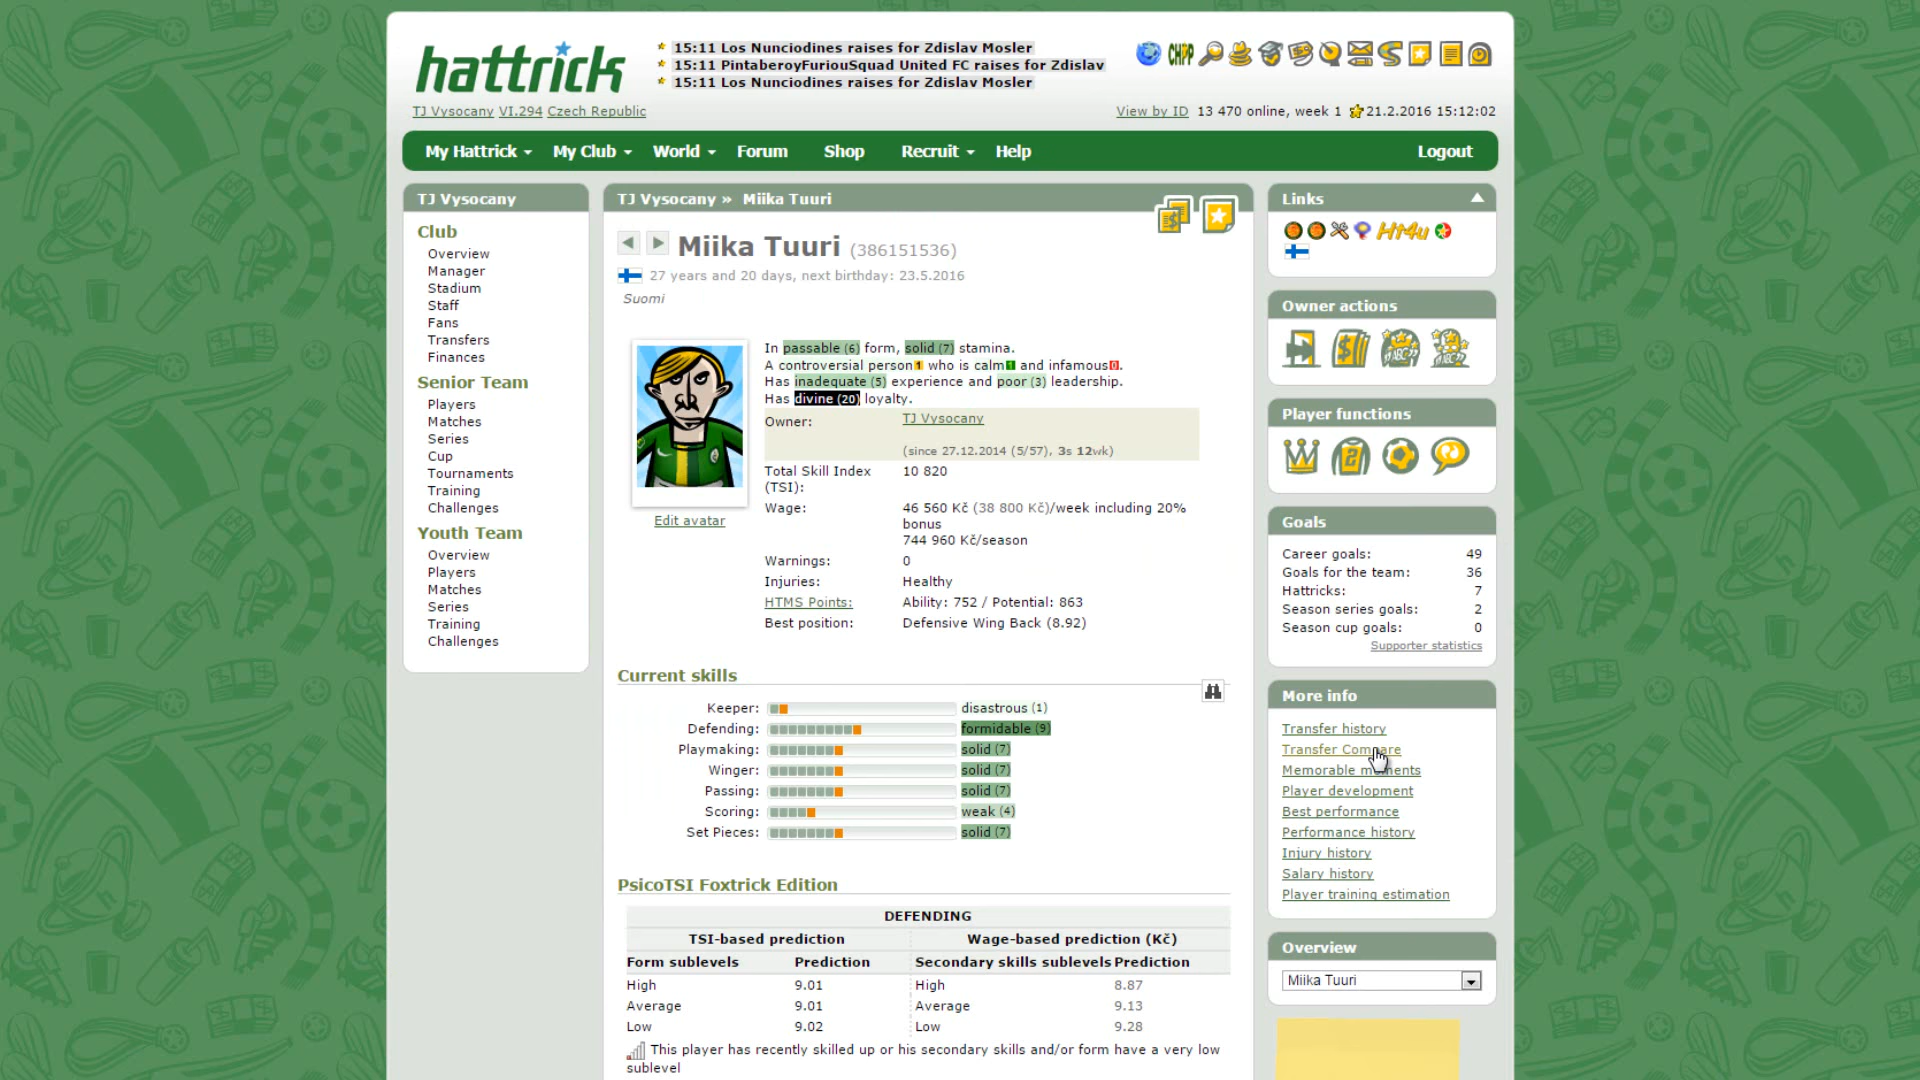 hattrick
15:11 Los Nunciodines raises for Zdislav Mosler
15:11 PintaberoyFuriousSquad United FC raises for Zdislav
15:11 Los Nunciodines raises for Zdislav Mosler
CHPP
TJ Vysocany VI.294 Czech Republic
View by ID 13 470 online, week 1 21.2.2016 15:12:02
My Hattrick My Club World Forum Shop Recruit Help Logout
TJ Vysocany
Club
Overview
Manager
Stadium
Staff
Fans
Transfers
Finances
Senior Team
Players
Matches
Series
Cup
Tournaments
Training
Challenges
Youth Team
Overview
Players
Matches
Series
Training
Challenges
TJ Vysocany » Miika Tuuri
Miika Tuuri (386151536)
27 years and 20 days, next birthday: 23.5.2016
Suomi
Edit avatar
In passable (6) form, solid (7) stamina.
A controversial person 1 who is calm 1 and infamous 0.
Has inadequate (5) experience and poor (3) leadership.
Has divine (20) loyalty.
Owner: TJ Vysocany
(since 27.12.2014 (5/57), 3s 12wk)
Total Skill Index (TSI): 10 820
Wage: 46 560 Kč (38 800 Kč)/week including 20% bonus
744 960 Kč/season
Warnings: 0
Injuries: Healthy
HTMS Points: Ability: 752 / Potential: 863
Best position: Defensive Wing Back (8.92)
Current skills
Keeper: disastrous (1)
Defending: formidable (9)
Playmaking: solid (7)
Winger: solid (7)
Passing: solid (7)
Scoring: weak (4)
Set Pieces: solid (7)
PsicoTSI Foxtrick Edition
DEFENDING
TSI-based prediction Wage-based prediction (Kč)
Form sublevels Prediction Secondary skills sublevels Prediction
High 9.01 High 8.87
Average 9.01 Average 9.13
Low 9.02 Low 9.28
This player has recently skilled up or his secondary skills and/or form have a very low
sublevel
Links
Ht4u
Owner actions
Player functions
Goals
Career goals: 49
Goals for the team: 36
Hattricks: 7
Season series goals: 2
Season cup goals: 0
Supporter statistics
More info
Transfer history
Transfer Compare
Memorable moments
Player development
Best performance
Performance history
Injury history
Salary history
Player training estimation
Overview
Miika Tuuri